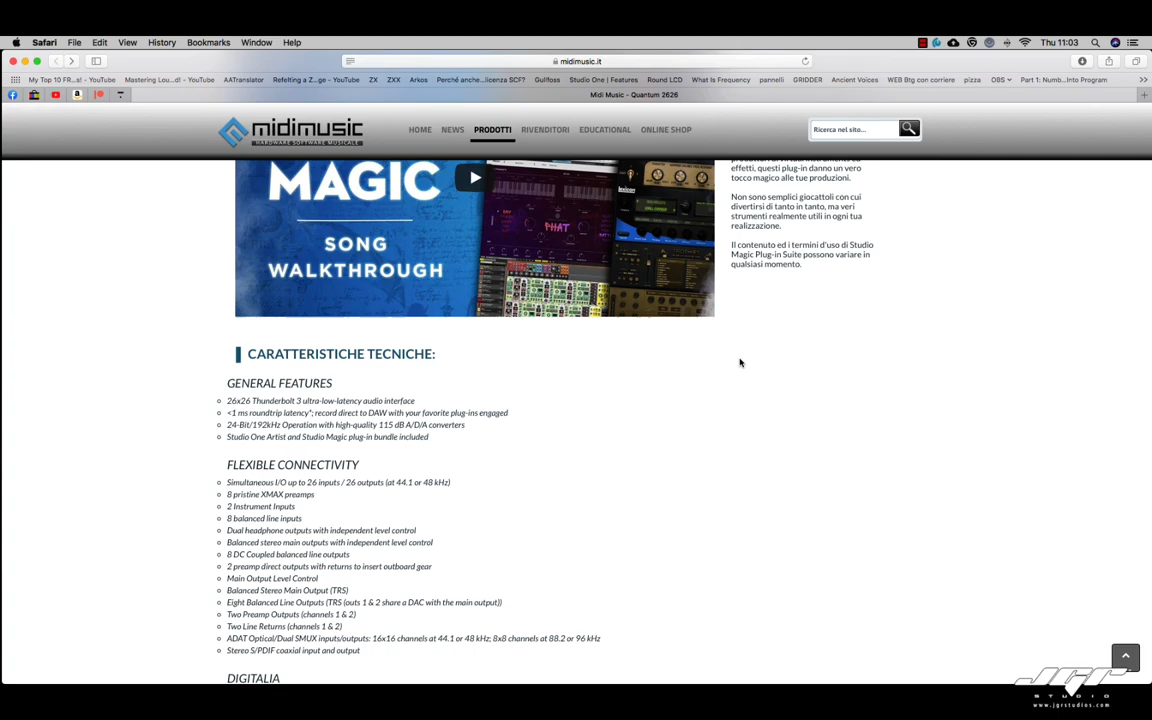 Safari File Edit View History Bookmarks Window Help Thu 11:03
midimusic.it
My Top 10 FR...s! - YouTube Mastering Lou...d! - YouTube AATranslator Refelting a Z...ge - YouTube ZX ZXX Arkos Perché anche...licenza SCF? Gullfoss Studio One | Features Round LCD What Is Frequency pannelli GRIDDER Ancient Voices WEB Btg con corriere pizza OBS Part 1: Numb...Into Program
Midi Music - Quantum 2626
midimusic HOME NEWS PRODOTTI RIVENDITORI EDUCATIONAL ONLINE SHOP Ricerca nel sito...
HARDWARE SOFTWARE MUSICALE
effetti, questi plug-in danno un vero
tocco magico alle tue produzioni.
Non sono semplici giocattoli con cui
divertirsi di tanto in tanto, ma veri
strumenti realmente utili in ogni tua
realizzazione.
Il contenuto ed i termini d'uso di Studio
Magic Plug-in Suite possono variare in
qualsiasi momento.
MAGIC
SONG
WALKTHROUGH
PHAT
lexicon
CARATTERISTICHE TECNICHE:
GENERAL FEATURES
26x26 Thunderbolt 3 ultra-low-latency audio interface
<1 ms roundtrip latency*; record direct to DAW with your favorite plug-ins engaged
24-Bit/192kHz Operation with high-quality 115 dB A/D/A converters
Studio One Artist and Studio Magic plug-in bundle included
FLEXIBLE CONNECTIVITY
Simultaneous I/O up to 26 inputs / 26 outputs (at 44.1 or 48 kHz)
8 pristine XMAX preamps
2 Instrument Inputs
8 balanced line inputs
Dual headphone outputs with independent level control
Balanced stereo main outputs with independent level control
8 DC Coupled balanced line outputs
2 preamp direct outputs with returns to insert outboard gear
Main Output Level Control
Balanced Stereo Main Output (TRS)
Eight Balanced Line Outputs (TRS (outs 1 & 2 share a DAC with the main output))
Two Preamp Outputs (channels 1 & 2)
Two Line Returns (channels 1 & 2)
ADAT Optical/Dual SMUX inputs/outputs: 16x16 channels at 44.1 or 48 kHz; 8x8 channels at 88.2 or 96 kHz
Stereo S/PDIF coaxial input and output
DIGITALIA
JGR
STUDIO
www.jgrstudios.com